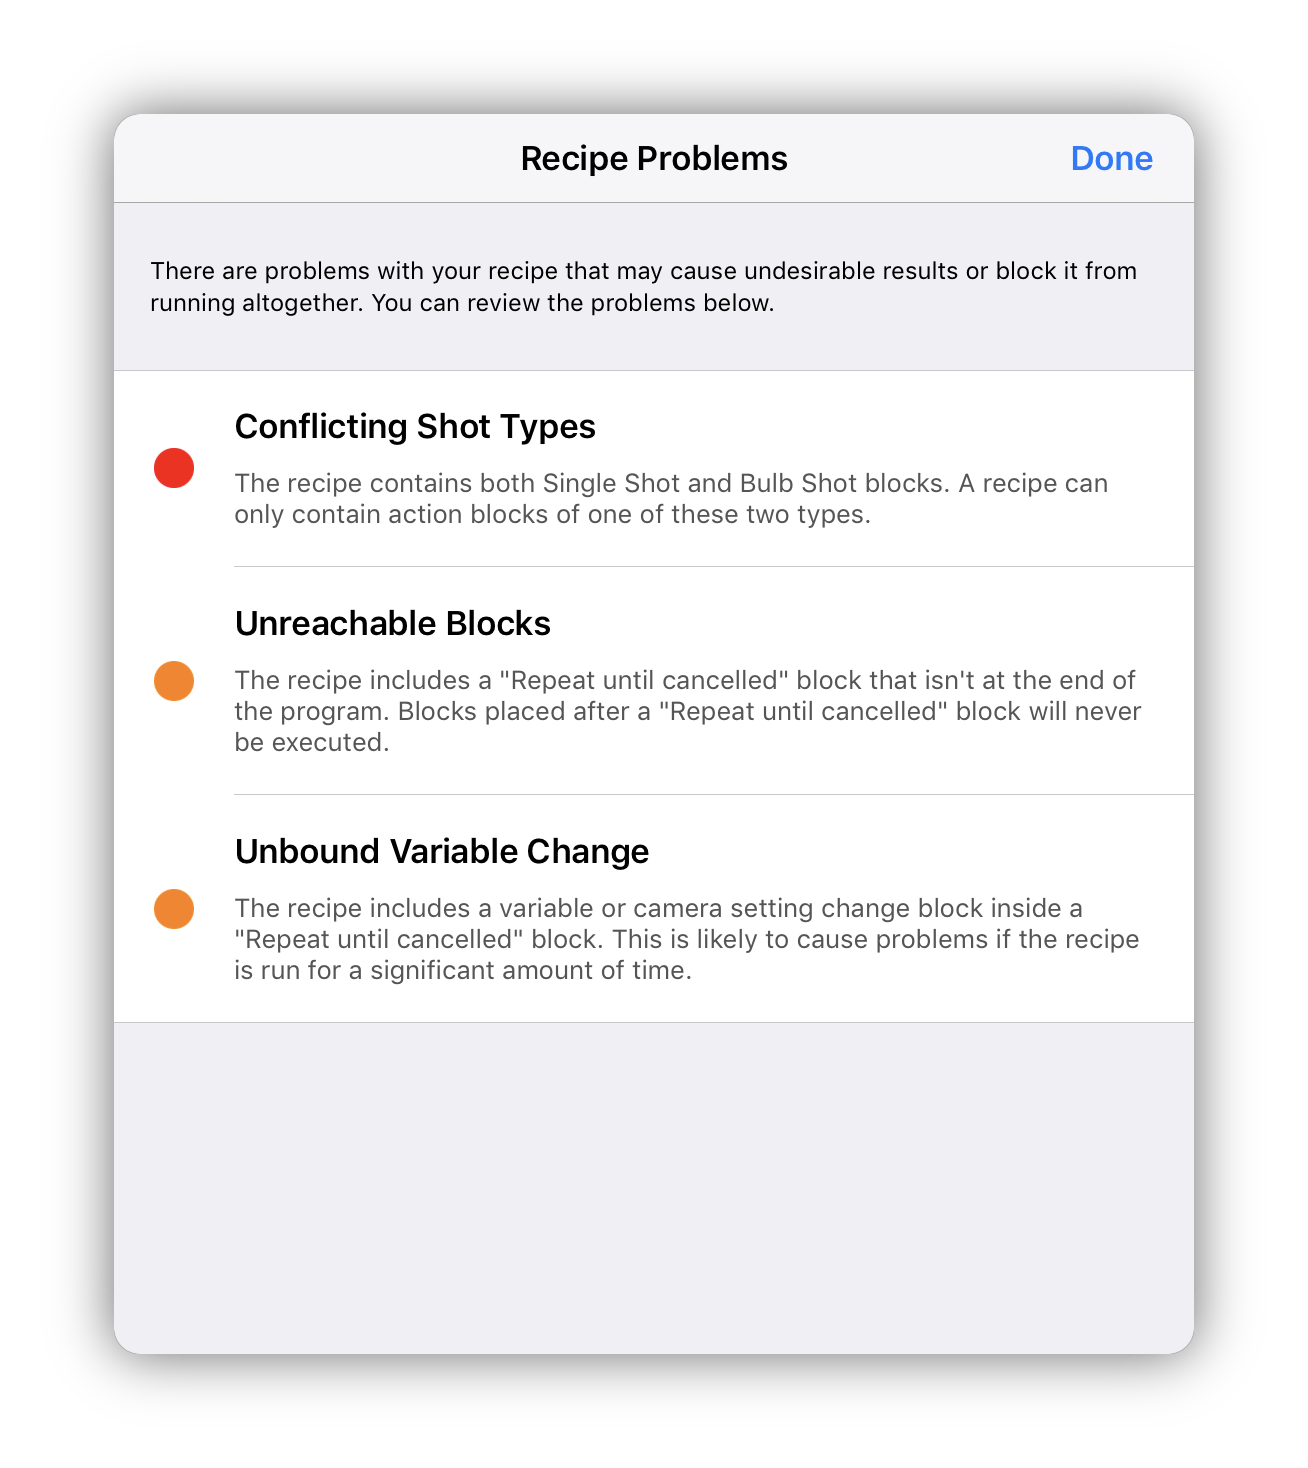 Recipe Problems
Done
There are problems with your recipe that may cause undesirable results or block it from
running altogether. You can review the problems below.
Conflicting Shot Types
The recipe contains both Single Shot and Bulb Shot blocks. A recipe can
only contain action blocks of one of these two types.
Unreachable Blocks
The recipe includes a "Repeat until cancelled" block that isn't at the end of
the program. Blocks placed after a "Repeat until cancelled" block will never
be executed.
Unbound Variable Change
The recipe includes a variable or camera setting change block inside a
"Repeat until cancelled" block. This is likely to cause problems if the recipe
is run for a significant amount of time.